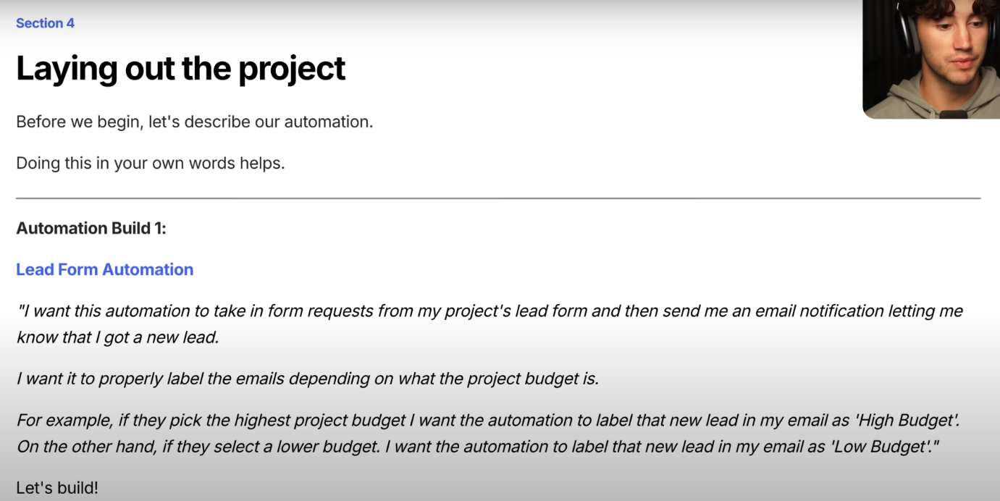 Section 4
Laying out the project
Before we begin, let's describe our automation.
Doing this in your own words helps.
Automation Build 1:
Lead Form Automation
"I want this automation to take in form requests from my project's lead form and then send me an email notification letting me
know that I got a new lead.
I want it to properly label the emails depending on what the project budget is.
For example, if they pick the highest project budget I want the automation to label that new lead in my email as 'High Budget'.
On the other hand, if they select a lower budget. I want the automation to label that new lead in my email as 'Low Budget'."
Let's build!